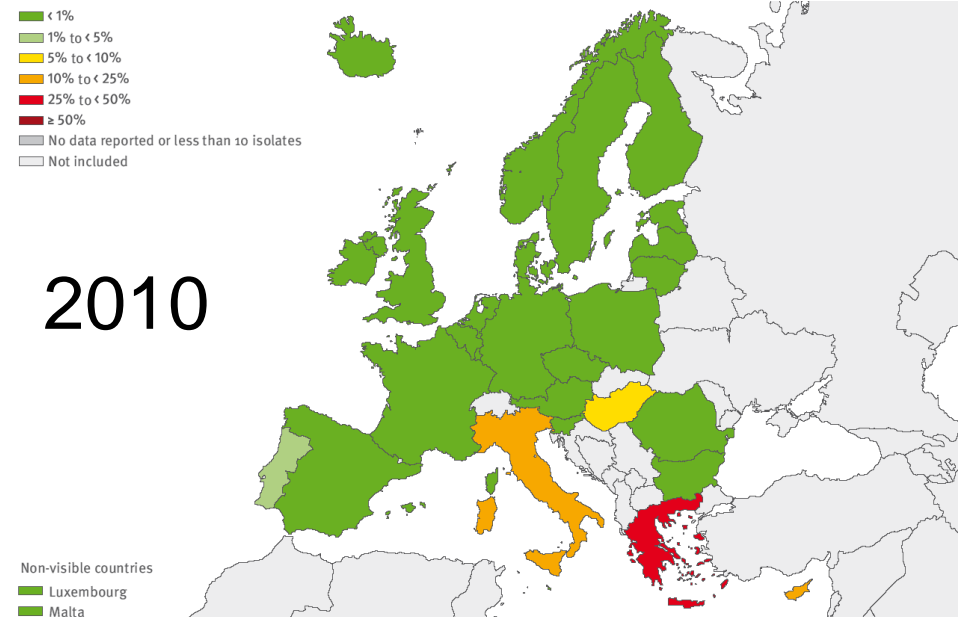 < 1%
1% to < 5%
5% to < 10%
10% to < 25%
25% to < 50%
≥ 50%
No data reported or less than 10 isolates
Not included
2010
Non-visible countries
Luxembourg
Malta